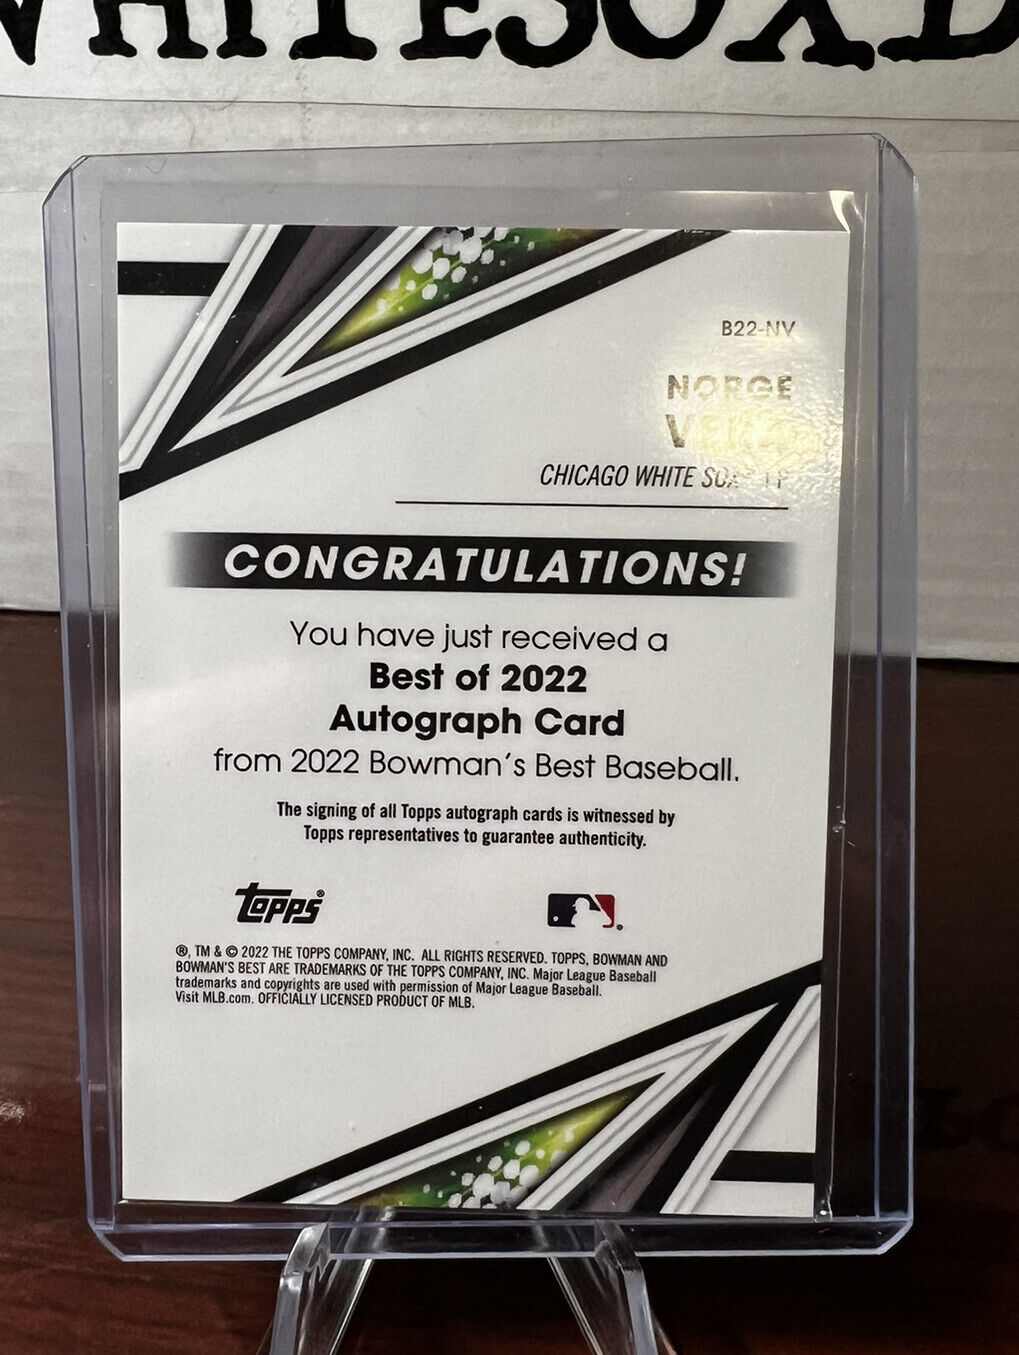 WHITESOXD
B22-NV
NORGE
CHICAGO WHITE SOX
CONGRATULATIONS!
You have just received a
Best of 2022
Autograph Card
from 2022 Bowman's Best Baseball.
The signing of all Topps autograph cards is witnessed by
Topps representatives to guarantee authenticity.
topps®
®, TM & © 2022 THE TOPPS COMPANY, INC. ALL RIGHTS RESERVED. TOPPS, BOWMAN AND
BOWMAN'S BEST ARE TRADEMARKS OF THE TOPPS COMPANY, INC. Major League Baseball
trademarks and copyrights are used with permission of Major League Baseball.
Visit MLB.com. OFFICIALLY LICENSED PRODUCT OF MLB.